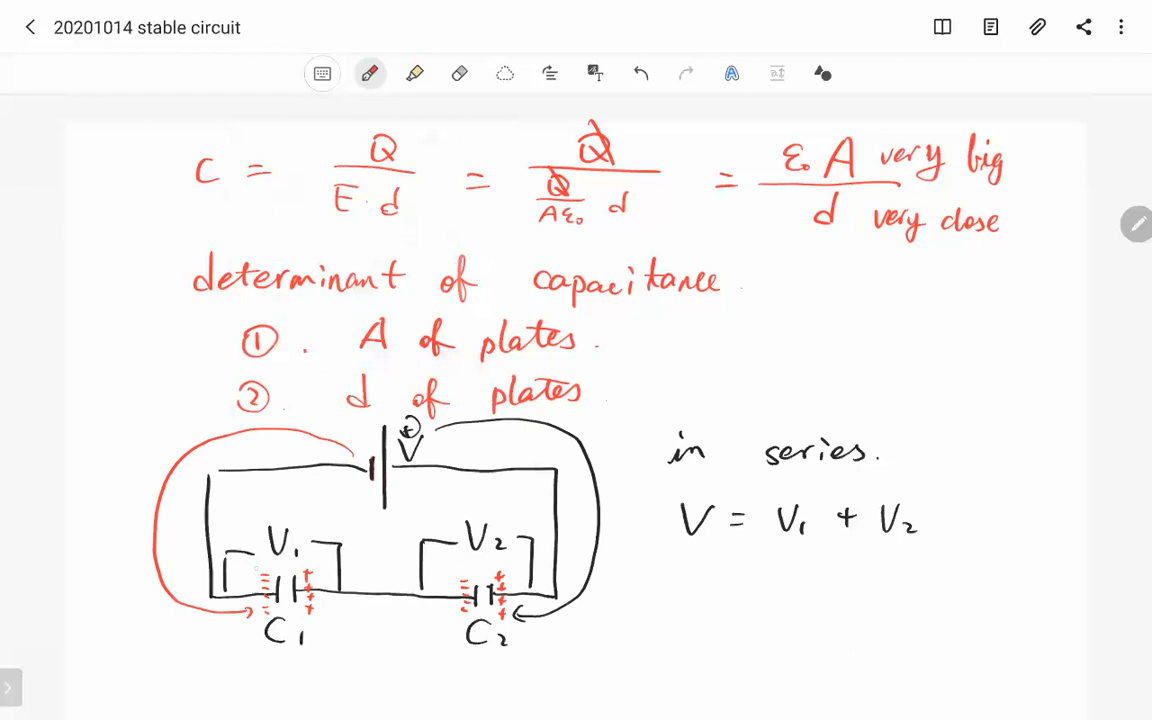 20201014 stable circuit
C = Q / E · d = Q / Q / Aε₀ d = ε₀ A very big / d very close
determinant of capacitance
① . A of plates .
② . d of plates
+
V
in series.
V = V₁ + V₂
V₁ V₂
C₁ C₂